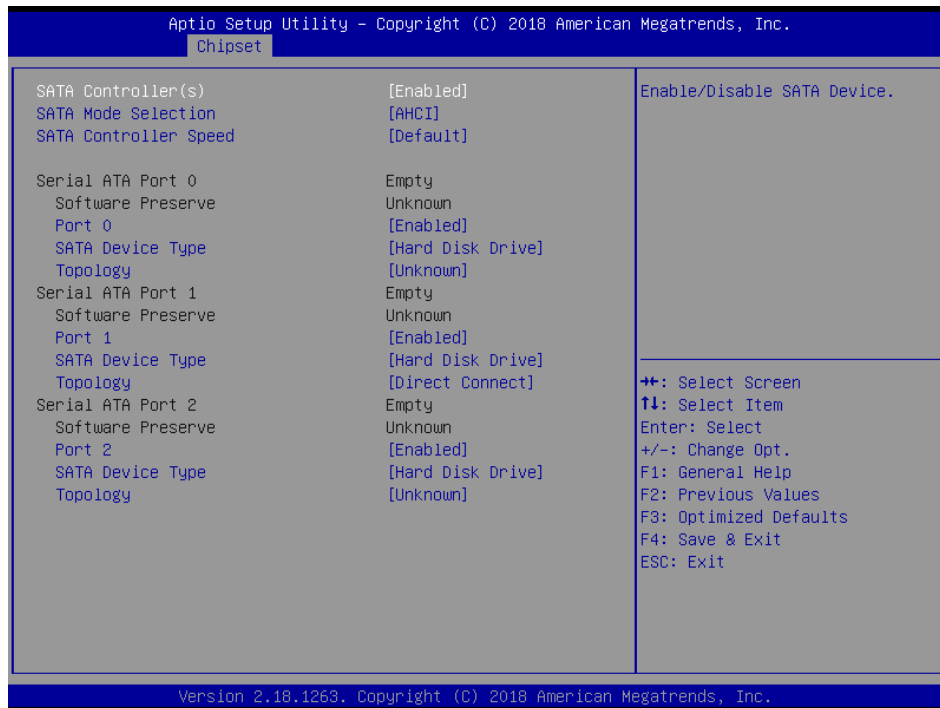 Aptio Setup Utility – Copyright (C) 2018 American Megatrends, Inc.
Chipset
SATA Controller(s) [Enabled]
SATA Mode Selection [AHCI]
SATA Controller Speed [Default]
Serial ATA Port 0 Empty
Software Preserve Unknown
Port 0 [Enabled]
SATA Device Type [Hard Disk Drive]
Topology [Unknown]
Serial ATA Port 1 Empty
Software Preserve Unknown
Port 1 [Enabled]
SATA Device Type [Hard Disk Drive]
Topology [Direct Connect]
Serial ATA Port 2 Empty
Software Preserve Unknown
Port 2 [Enabled]
SATA Device Type [Hard Disk Drive]
Topology [Unknown]
Enable/Disable SATA Device.
→←: Select Screen
↑↓: Select Item
Enter: Select
+/-: Change Opt.
F1: General Help
F2: Previous Values
F3: Optimized Defaults
F4: Save & Exit
ESC: Exit
Version 2.18.1263. Copyright (C) 2018 American Megatrends, Inc.